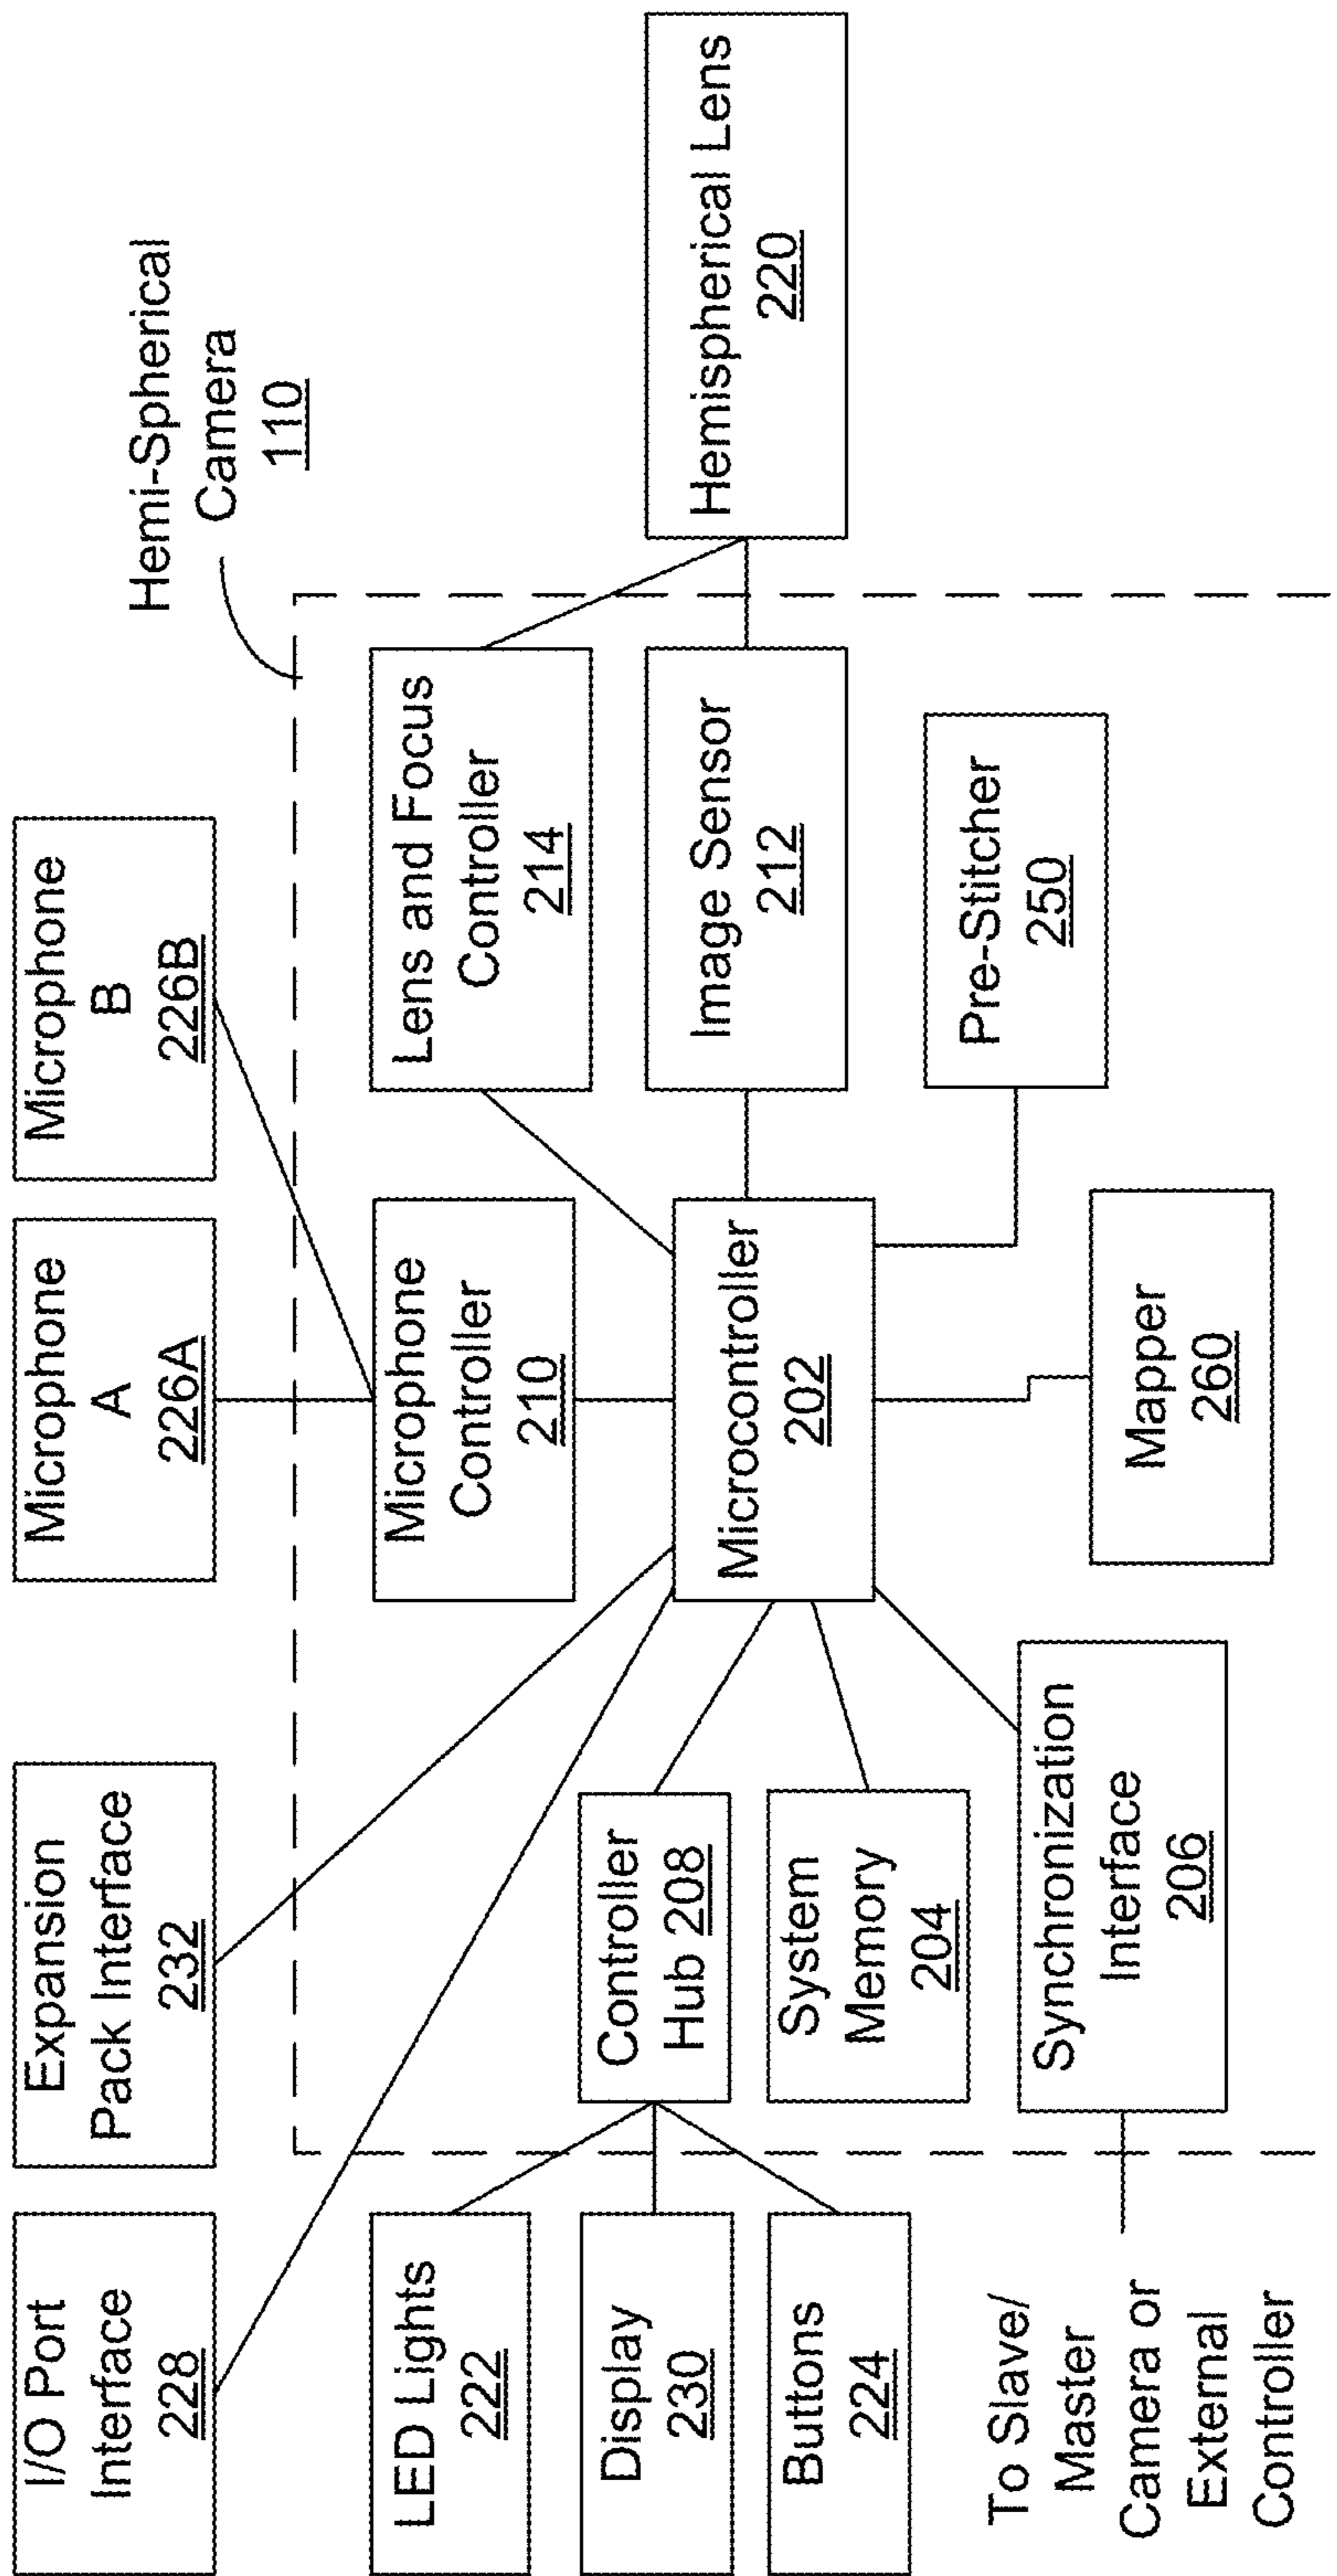 I/O Port
Interface
228
Expansion
Pack Interface
232
Microphone
A
226A
Microphone
B
226B
Hemi-Spherical
Camera
110
LED Lights
222
Display
230
Buttons
224
Controller
Hub 208
System
Memory
204
Synchronization
Interface
206
Microphone
Controller
210
Microcontroller
202
Mapper
260
Lens and Focus
Controller
214
Image Sensor
212
Pre-Stitcher
250
Hemispherical Lens
220
To Slave/
Master
Camera or
External
Controller